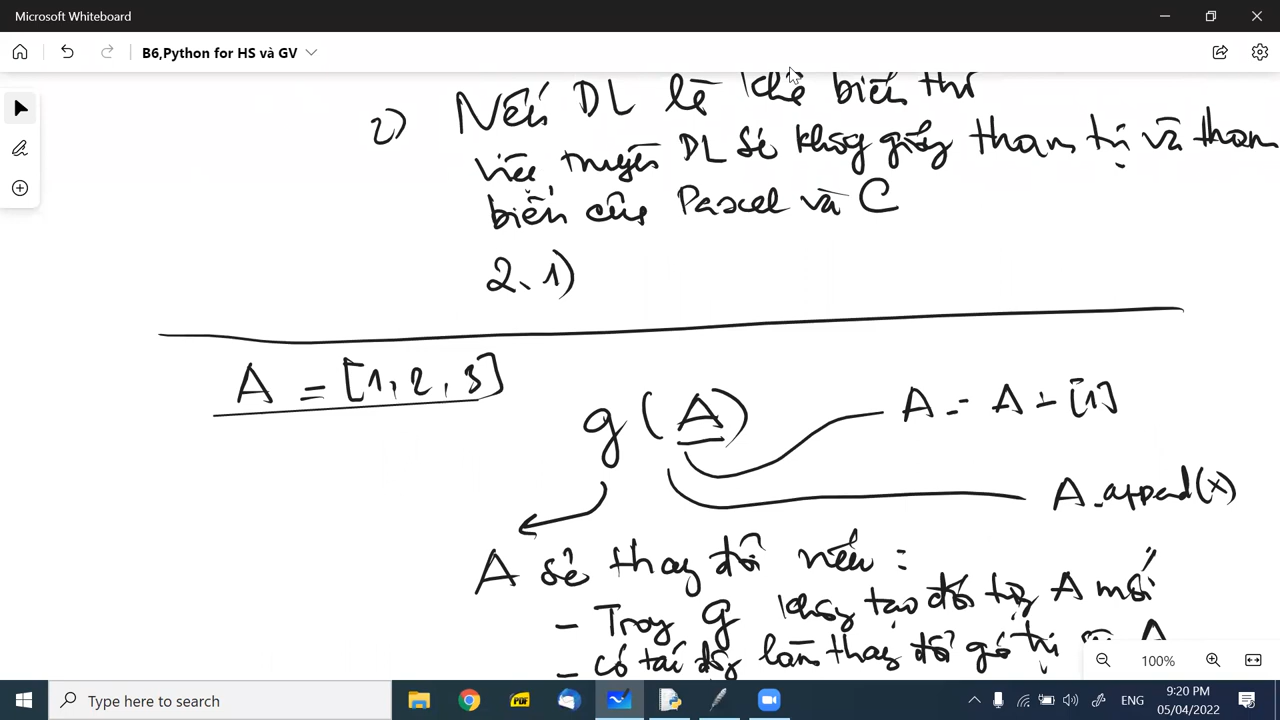 Microsoft Whiteboard
B6,Python for HS và GV
2) Nếu DL là khả biến thì
việc truyền DL sẽ không giống tham trị và tham
biến của Pascal và C
2.1)
A = [1, 2, 3]
g(A)
A = A + [1]
A.append(x)
A sẽ thay đổi nếu :
- Trong g không tạo đối tượng A mới
- có tác động làm thay đổi giá trị A
100%
Type here to search
PDF
ENG
9:20 PM
05/04/2022